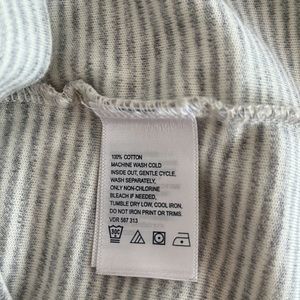 100% COTTON
MACHINE WASH COLD
INSIDE OUT, GENTLE CYCLE,
WASH SEPARATELY,
ONLY NON-CHLORINE
BLEACH IF NEEDED,
TUMBLE DRY LOW, COOL IRON,
DO NOT IRON PRINT OR TRIMS.
VDR 587 313